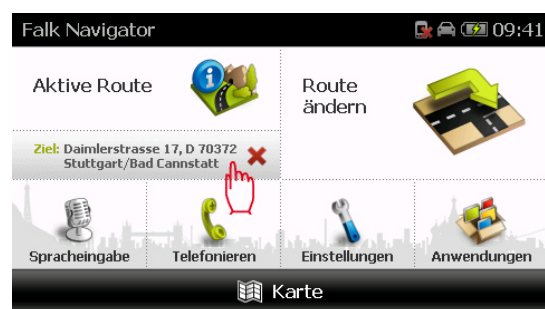 Falk Navigator 09:41
Aktive Route
Route
ändern
Ziel: Daimlerstrasse 17, D 70372
Stuttgart/Bad Cannstatt
Spracheingabe Telefonieren Einstellungen Anwendungen
Karte